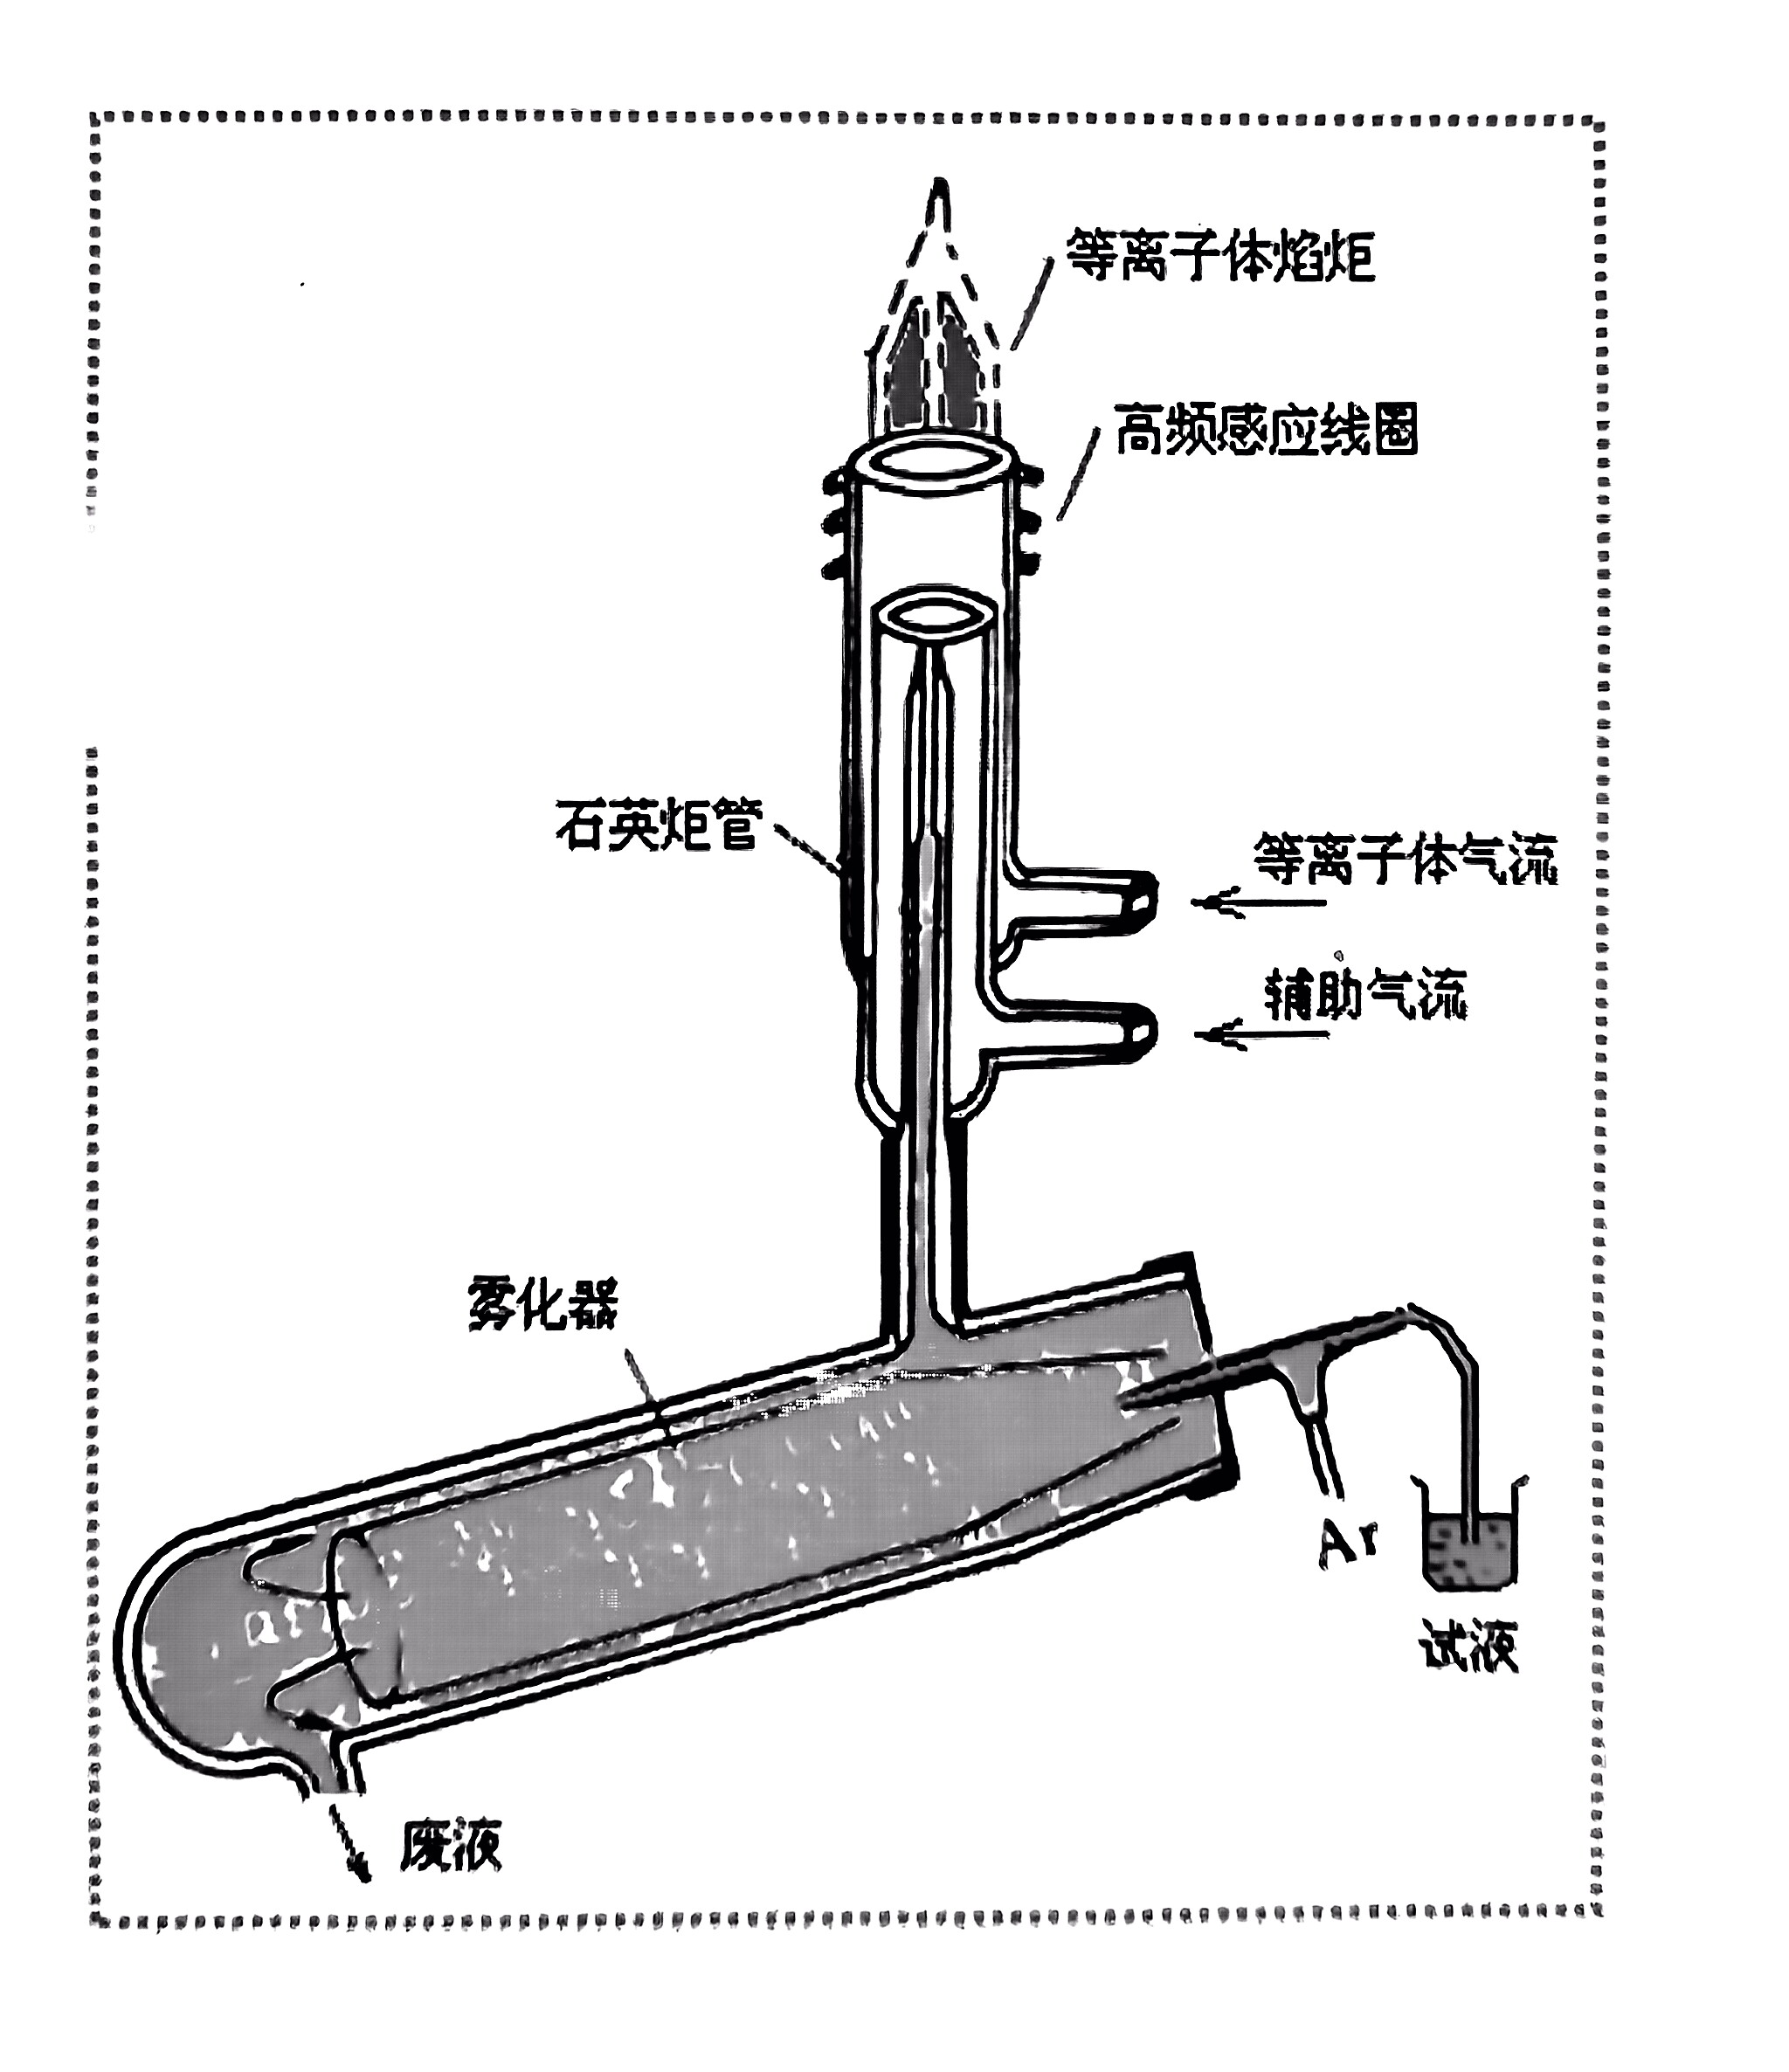 等离子体焰炬
高频感应线圈
石英炬管
等离子体气流
辅助气流
雾化器
Ar
试液
废液